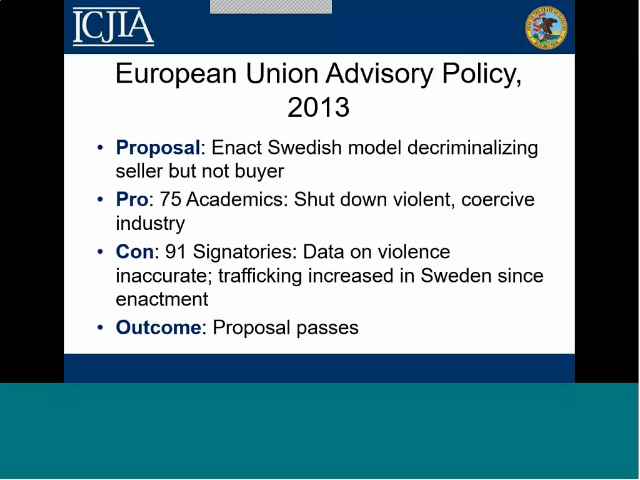 ICJIA
European Union Advisory Policy,
2013
• Proposal: Enact Swedish model decriminalizing
seller but not buyer
• Pro: 75 Academics: Shut down violent, coercive
industry
• Con: 91 Signatories: Data on violence
inaccurate; trafficking increased in Sweden since
enactment
• Outcome: Proposal passes